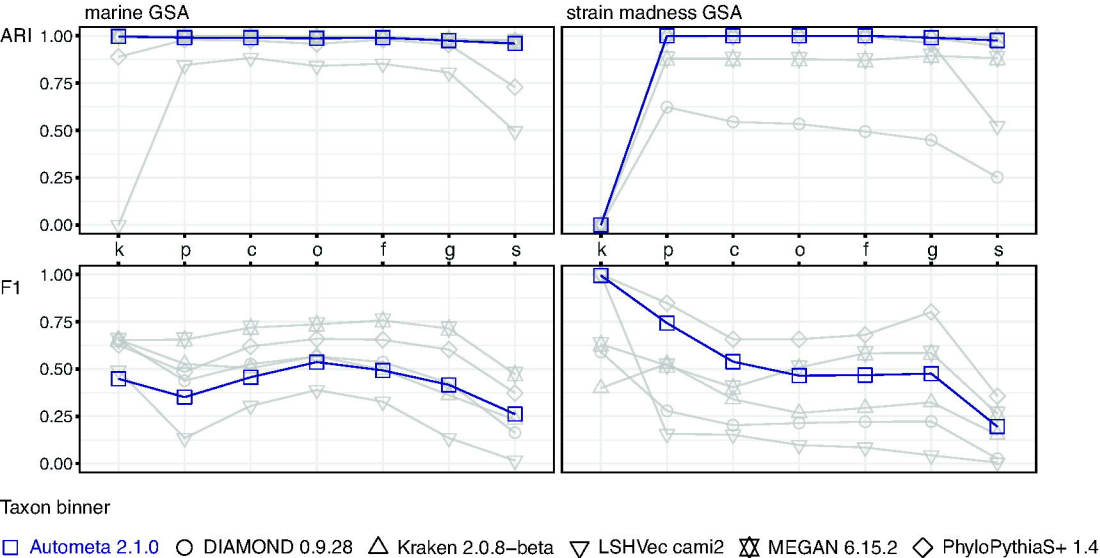 marine GSA
strain madness GSA
ARI
1.00
0.75
0.50
0.25
0.00
k p c o f g s
k p c o f g s
F1
1.00
0.75
0.50
0.25
0.00
Taxon binner
Autometa 2.1.0 DIAMOND 0.9.28 Kraken 2.0.8−beta LSHVec cami2 MEGAN 6.15.2 PhyloPythiaS+ 1.4